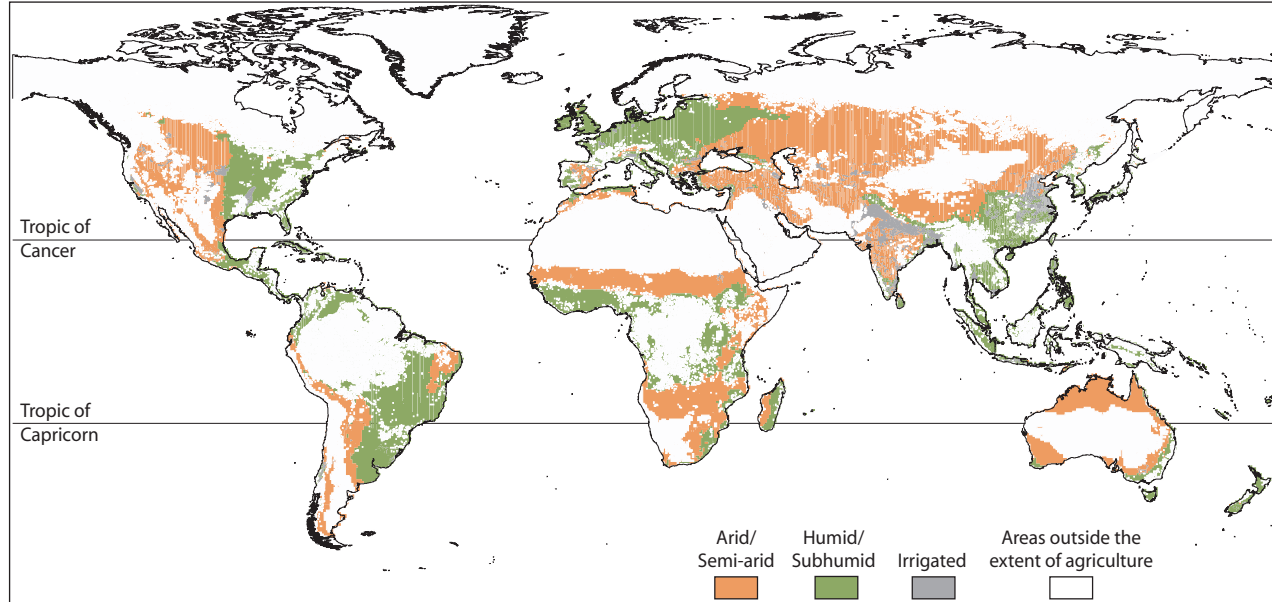 Tropic of
Cancer
Tropic of
Capricorn
Arid/
Semi-arid
Humid/
Subhumid
Irrigated
Areas outside the
extent of agriculture